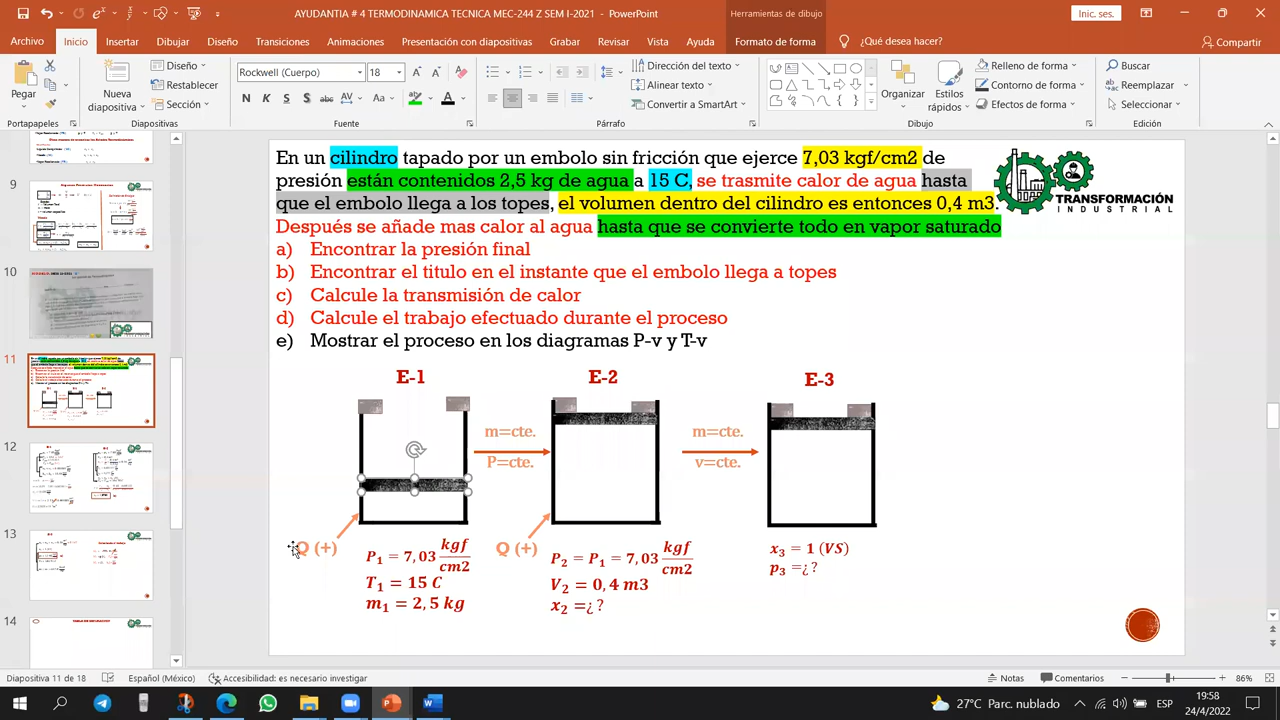 AYUDANTIA # 4 TERMOTECNIA MEC-244 Z SEM I-2021 - PowerPoint
Herramientas de dibujo
Inic. ses.
Archivo Inicio Insertar Dibujar Diseño Transiciones Animaciones Presentación con diapositivas Revisar Vista Ayuda Grabar Formato de forma ¿Qué desea hacer? Compartir
Pegar
Nueva diapositiva
Diseño
Restablecer
Sección
Rockwell (Cuerpo) 18
N K S abc AV Aa A A
Dirección del texto
Alinear texto
Convertir a SmartArt
Organizar
Estilos rápidos
Relleno de forma
Contorno de forma
Efectos de forma
Buscar
Reemplazar
Seleccionar
Portapapeles Diapositivas Fuente Párrafo Dibujo Edición
9
10
11
12
13
14
En un cilindro tapado por un embolo sin fricción que ejerce 7,03 kgf/cm2 de
presión están contenidos 2,5 kg de agua a 15 C, se trasmite calor de agua hasta
que el embolo llega a los topes, el volumen dentro del cilindro es entonces 0,4 m3.
Después se añade mas calor al agua hasta que se convierte todo en vapor saturado
a) Encontrar la presión final
b) Encontrar el titulo en el instante que el embolo llega a topes
c) Calcule la transmisión de calor
d) Calcule el trabajo efectuado durante el proceso
e) Mostrar el proceso en los diagramas P-v y T-v
TRANSFORMACIÓN
INDUSTRIAL
E-1 E-2 E-3
m=cte.
P=cte.
m=cte.
v=cte.
Q (+)
Q (+)
P₁ = 7,03 kgf/cm2
T₁ = 15 C
m₁ = 2,5 kg
P₂ = P₁ = 7,03 kgf/cm2
V₂ = 0,4 m3
x₂ =¿ ?
x₃ = 1 (VS)
p₃ =¿ ?
Diapositiva 11 de 18
Español (México)
Accesibilidad: es necesario investigar
Notas
Comentarios
86%
27°C Parc. nublado
ESP
19:58
24/4/2022